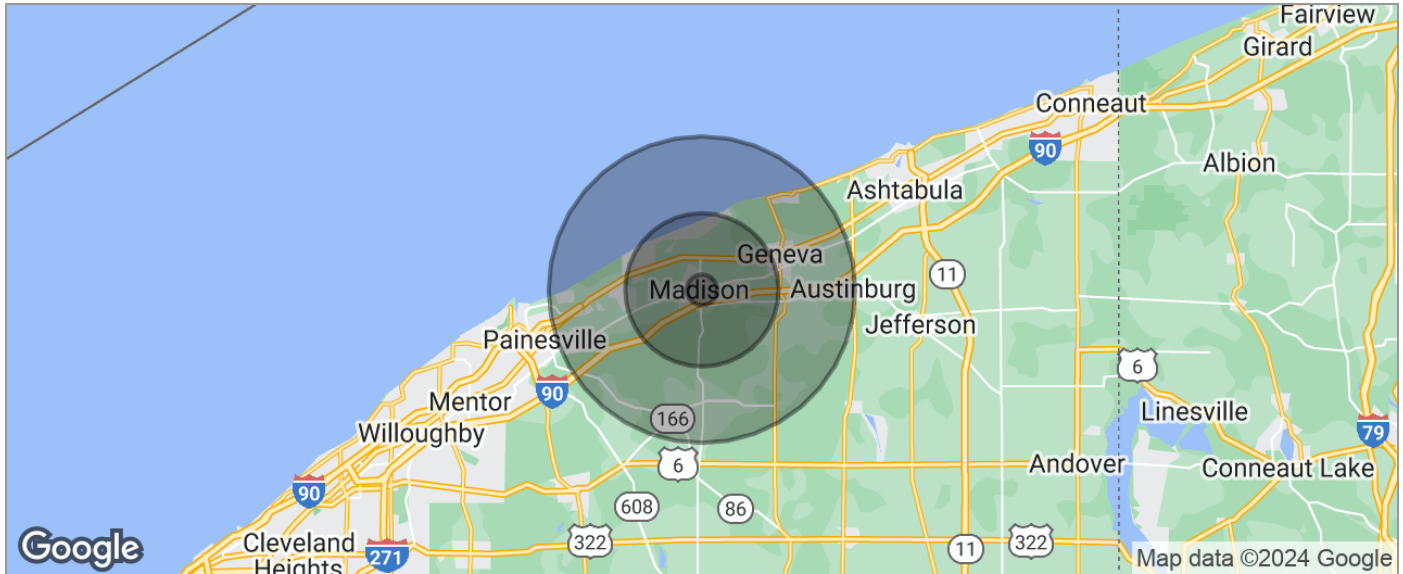 Fairview
Girard
Conneaut
90
Albion
Ashtabula
Geneva
11
Madison
Austinburg
Jefferson
Painesville
6
90
Mentor
Linesville
166
Willoughby
79
6
Andover
Conneaut Lake
90
608
86
322
11
322
Google
Cleveland
Heights
271
Map data ©2024 Google